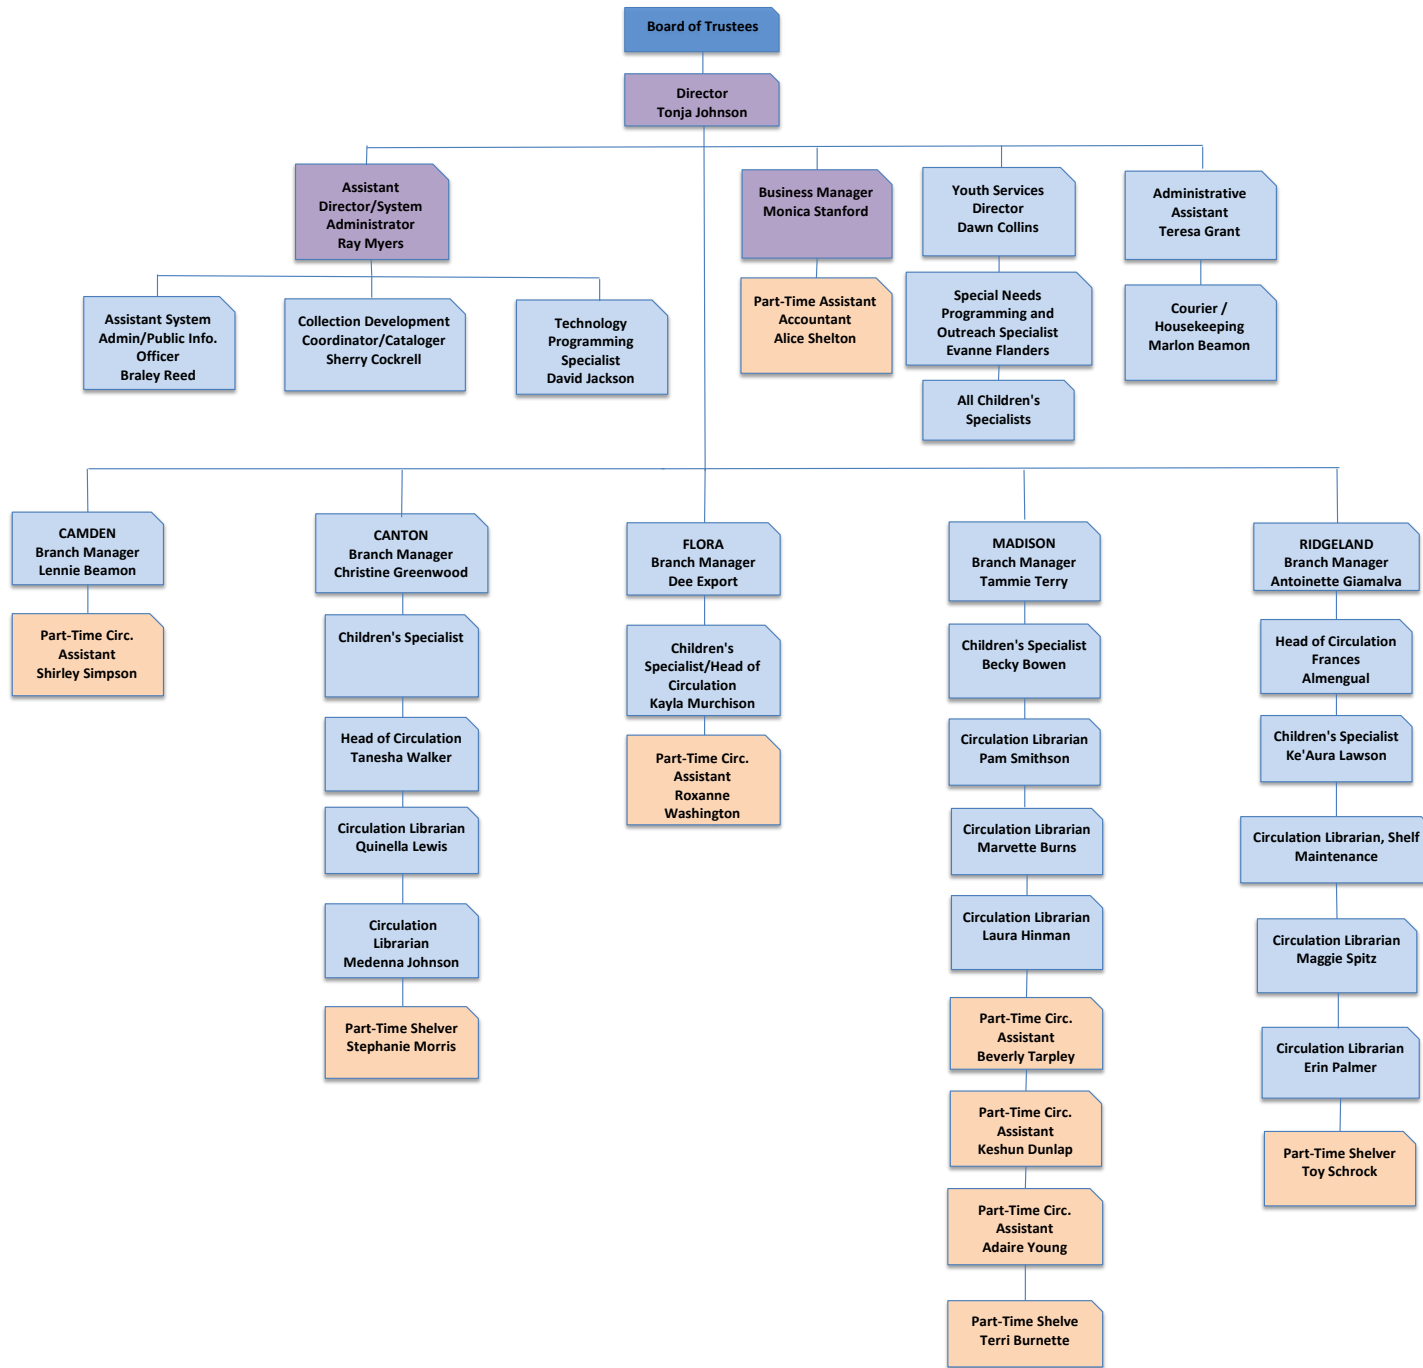 Board of Trustees
Director
Tonja Johnson
Assistant
Director/System
Administrator
Ray Myers
Business Manager
Monica Stanford
Youth Services
Director
Dawn Collins
Administrative
Assistant
Teresa Grant
Assistant System
Admin/Public Info.
Officer
Braley Reed
Collection Development
Coordinator/Cataloger
Sherry Cockrell
Technology
Programming
Specialist
David Jackson
Part-Time Assistant
Accountant
Alice Shelton
Special Needs
Programming and
Outreach Specialist
Evanne Flanders
Courier /
Housekeeping
Marlon Beamon
All Children's
Specialists
CAMDEN
Branch Manager
Lennie Beamon
Part-Time Circ.
Assistant
Shirley Simpson
CANTON
Branch Manager
Christine Greenwood
Children's Specialist
Head of Circulation
Tanesha Walker
Circulation Librarian
Quinella Lewis
Circulation
Librarian
Medenna Johnson
Part-Time Shelver
Stephanie Morris
FLORA
Branch Manager
Dee Export
Children's
Specialist/Head of
Circulation
Kayla Murchison
Part-Time Circ.
Assistant
Roxanne
Washington
MADISON
Branch Manager
Tammie Terry
Children's Specialist
Becky Bowen
Circulation Librarian
Pam Smithson
Circulation Librarian
Marvette Burns
Circulation Librarian
Laura Hinman
Part-Time Circ.
Assistant
Beverly Tarpley
Part-Time Circ.
Assistant
Keshun Dunlap
Part-Time Circ.
Assistant
Adaire Young
Part-Time Shelve
Terri Burnette
RIDGELAND
Branch Manager
Antoinette Giamalva
Head of Circulation
Frances
Almengual
Children's Specialist
Ke'Aura Lawson
Circulation Librarian, Shelf
Maintenance
Circulation Librarian
Maggie Spitz
Circulation Librarian
Erin Palmer
Part-Time Shelver
Toy Schrock